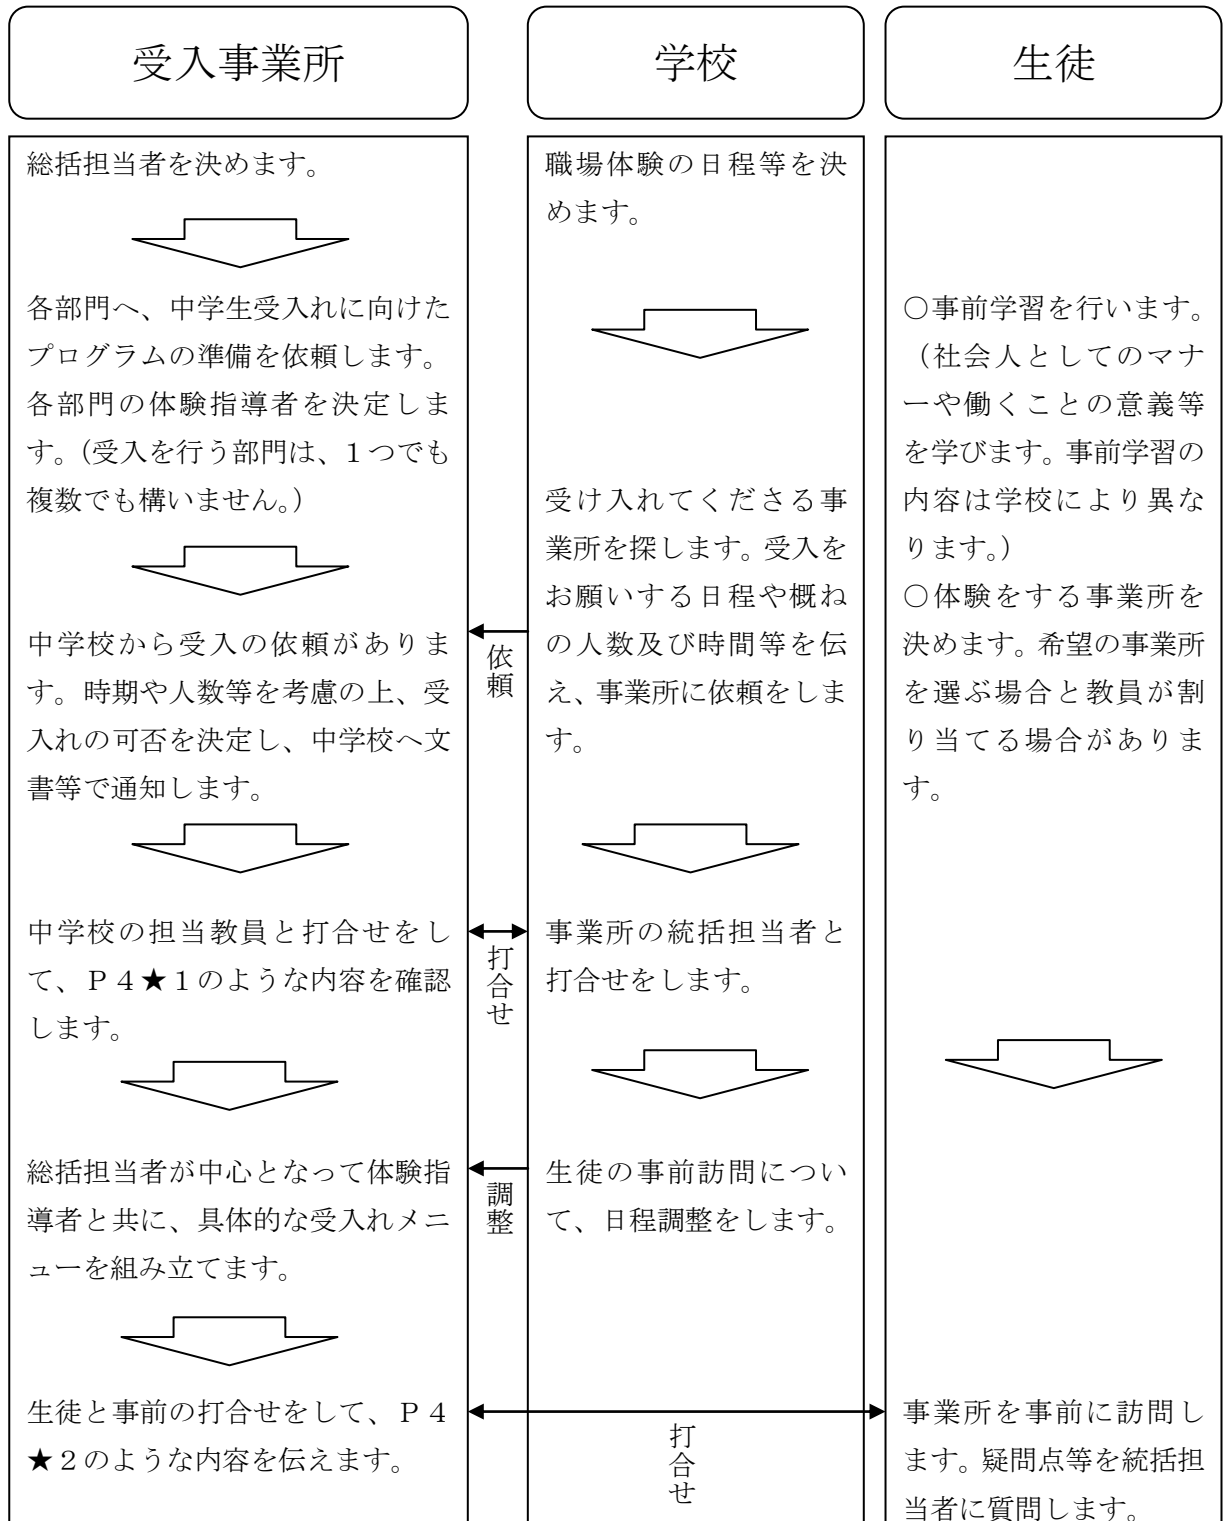 受入事業所
学校
生徒
総括担当者を決めます。
各部門へ、中学生受入れに向けた
プログラムの準備を依頼します。
各部門の体験指導者を決定しま
す。(受入を行う部門は、1つでも
複数でも構いません。)
中学校から受入の依頼がありま
す。時期や人数等を考慮の上、受
入れの可否を決定し、中学校へ文
書等で通知します。
中学校の担当教員と打合せをし
て、P4★1のような内容を確認
します。
総括担当者が中心となって体験指
導者と共に、具体的な受入れメニ
ューを組み立てます。
生徒と事前の打合せをして、P4
★2のような内容を伝えます。
依頼
打合せ
調整
職場体験の日程等を決
めます。
受け入れてくださる事
業所を探します。受入を
お願いする日程や概ね
の人数及び時間等を伝
え、事業所に依頼をしま
す。
事業所の統括担当者と
打合せをします。
生徒の事前訪問につい
て、日程調整をします。
打合せ
○事前学習を行います。
(社会人としてのマナ
ーや働くことの意義等
を学びます。事前学習の
内容は学校により異な
ります。)
○体験をする事業所を
決めます。希望の事業所
を選ぶ場合と教員が割
り当てる場合がありま
す。
事業所を事前に訪問し
ます。疑問点等を統括担
当者に質問します。